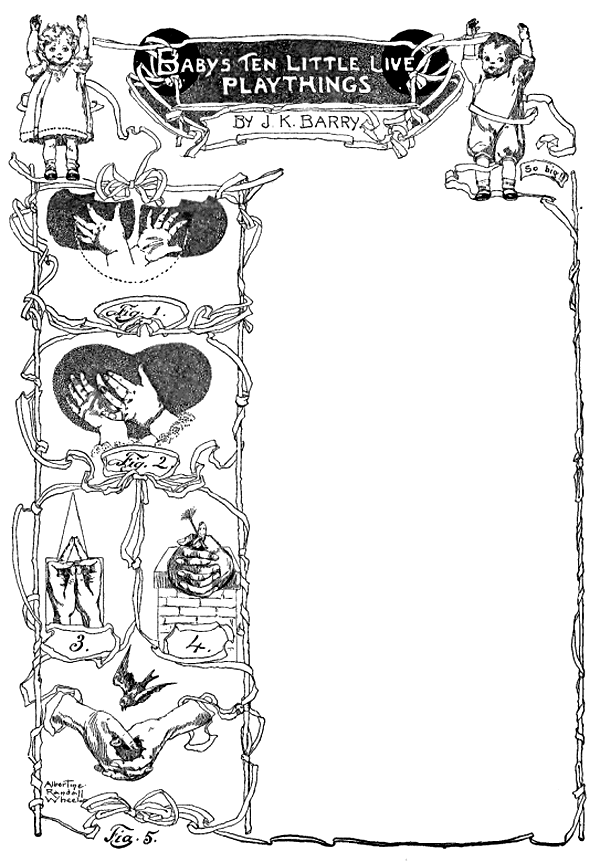 BABY'S TEN LITTLE LIVE
PLAYTHINGS
BY J. K. BARRY
So big!!
Fig. 1.
Fig. 2.
3.
4.
Albertine
Randall
Wheelan
Fig. 5.